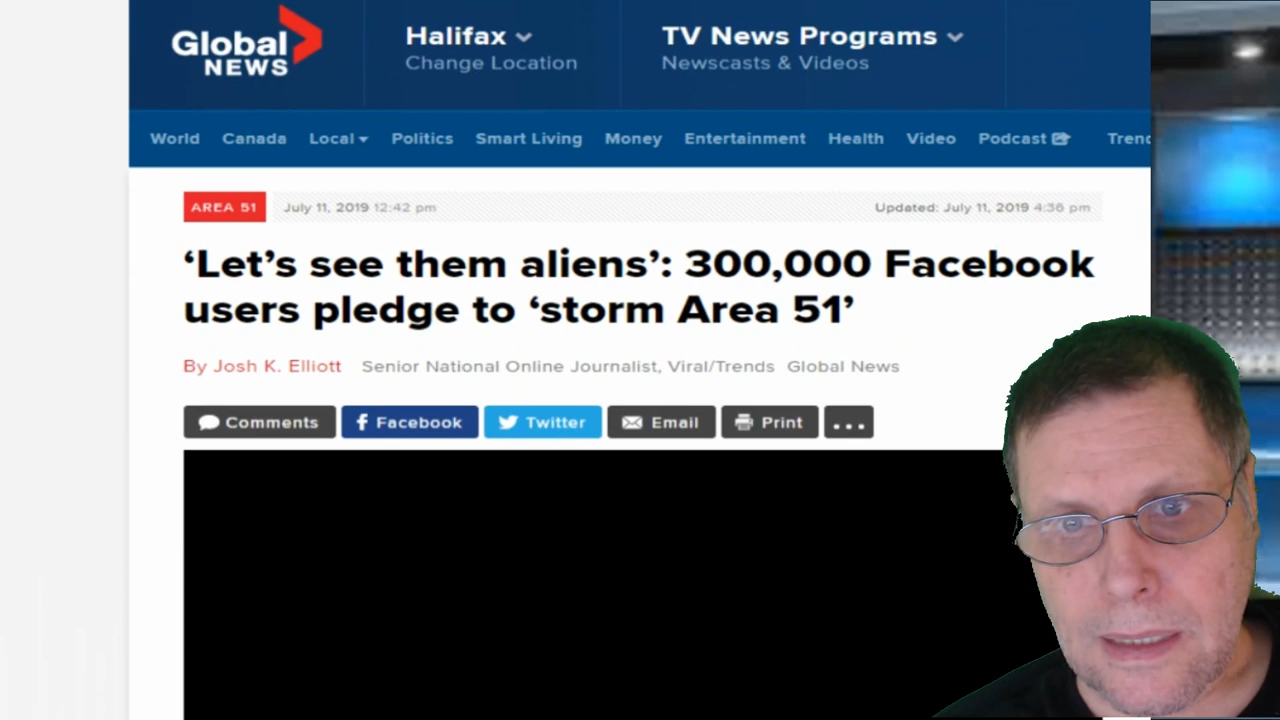 Global
NEWS
Halifax
Change Location
TV News Programs
Newscasts & Videos
World Canada Local Politics Smart Living Money Entertainment Health Video Podcast Trend
AREA 51 July 11, 2019 12:42 pm Updated: July 11, 2019 4:36 pm
‘Let’s see them aliens’: 300,000 Facebook
users pledge to ‘storm Area 51’
By Josh K. Elliott Senior National Online Journalist, Viral/Trends Global News
Comments Facebook Twitter Email Print ...